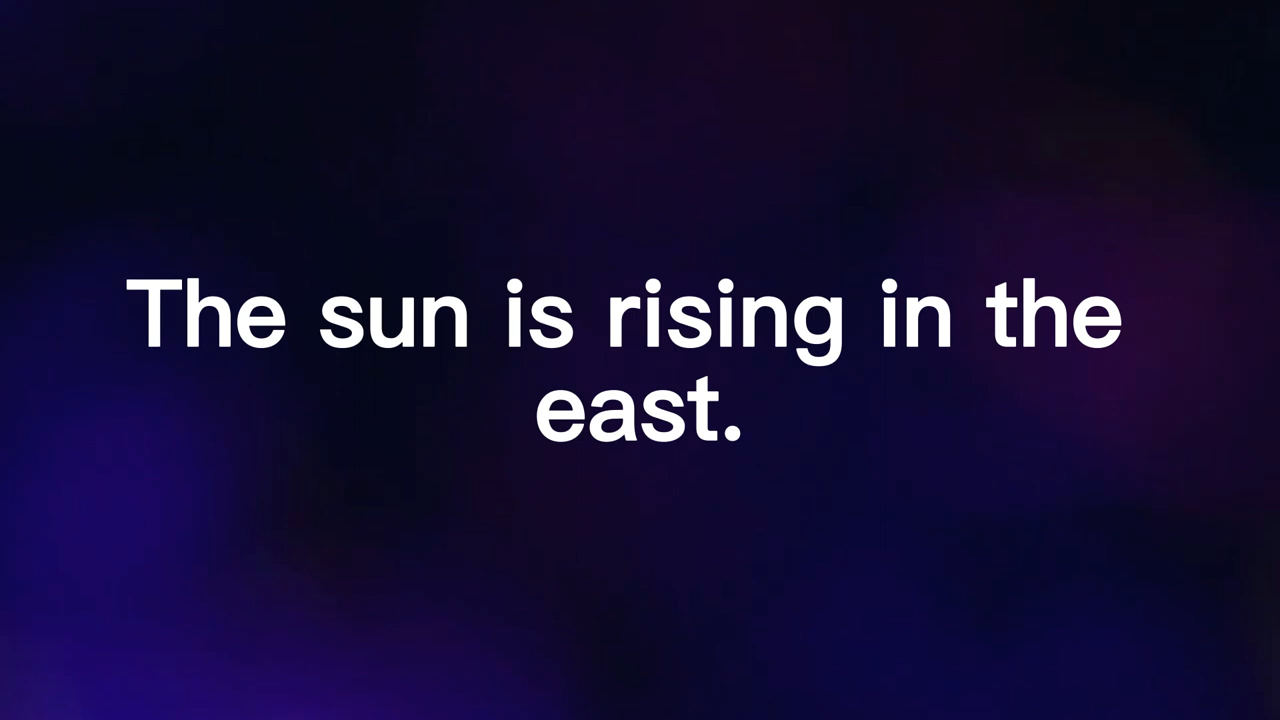 The sun is rising in the
east.